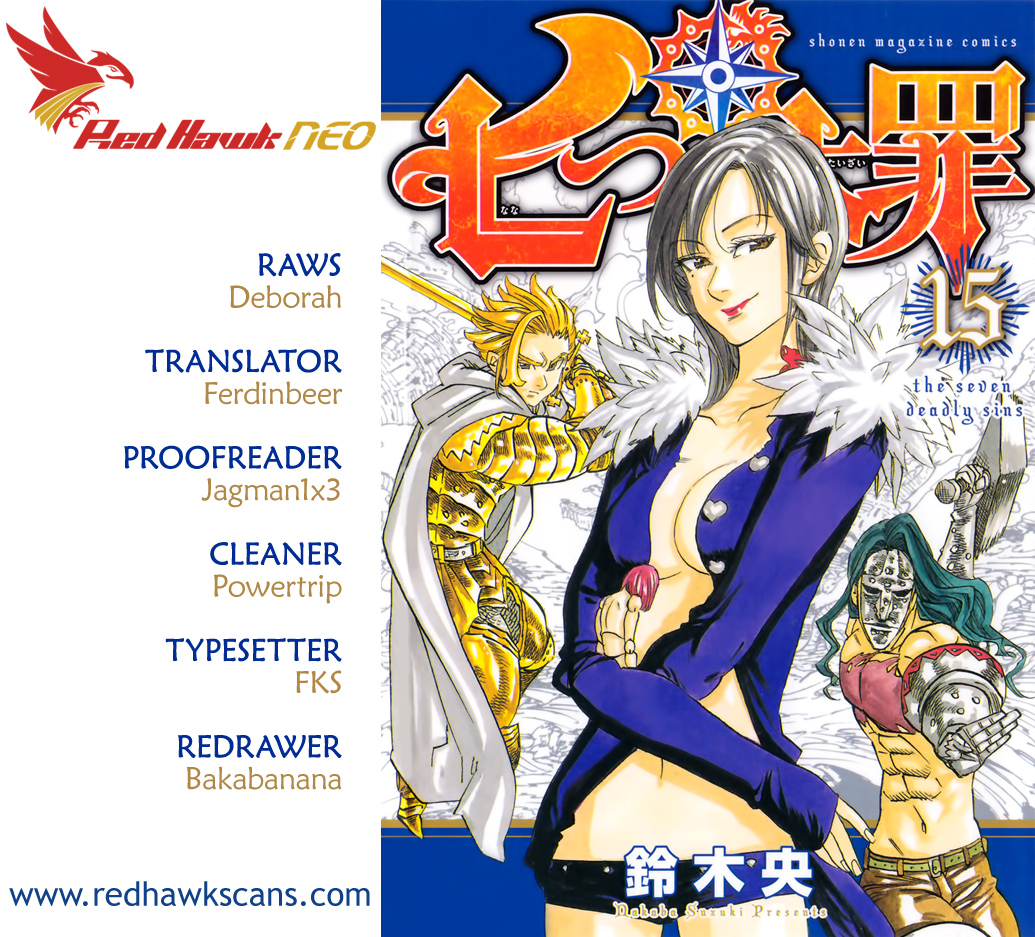 Red Hawk NEO
RAWS
Deborah
TRANSLATOR
Ferdinbeer
PROOFREADER
Jagman1x3
CLEANER
Powertrip
TYPESETTER
FKS
REDRAWER
Bakabanana
www.redhawkscans.com
shonen magazine comics
七つの大罪
なな
たいざい
15
the seven
deadly sins
鈴木央
Nakaba Suzuki Presents